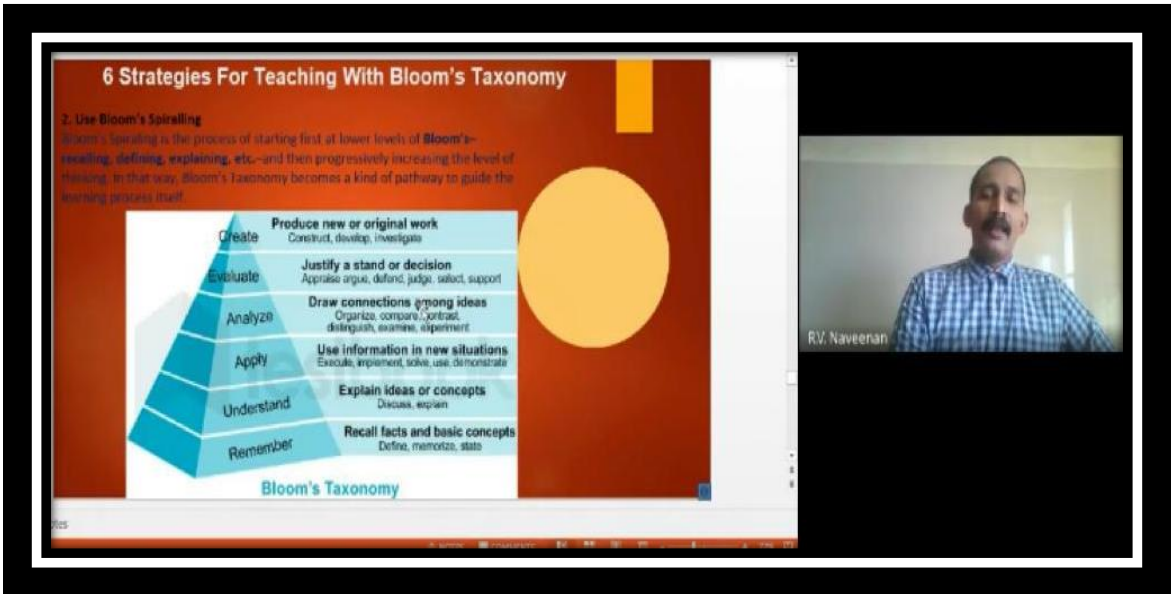 6 Strategies For Teaching With Bloom's Taxonomy
2. Use Bloom's Spiralling
Bloom's Spiraling is the process of starting first at lower levels of Bloom's–
recalling, defining, explaining, etc.–and then progressively increasing the level of
thinking. In that way, Bloom's Taxonomy becomes a kind of pathway to guide the
learning process itself.
Create
Produce new or original work
Construct, develop, investigate
Evaluate
Justify a stand or decision
Appraise argue, defend, judge, select, support
Analyze
Draw connections among ideas
Organize, compare, contrast,
distinguish, examine, experiment
Apply
Use information in new situations
Execute, implement, solve, use, demonstrate
Understand
Explain ideas or concepts
Discuss, explain
Remember
Recall facts and basic concepts
Define, memorize, state
Bloom's Taxonomy
R.V. Naveenan
NOTES
COMMENTS